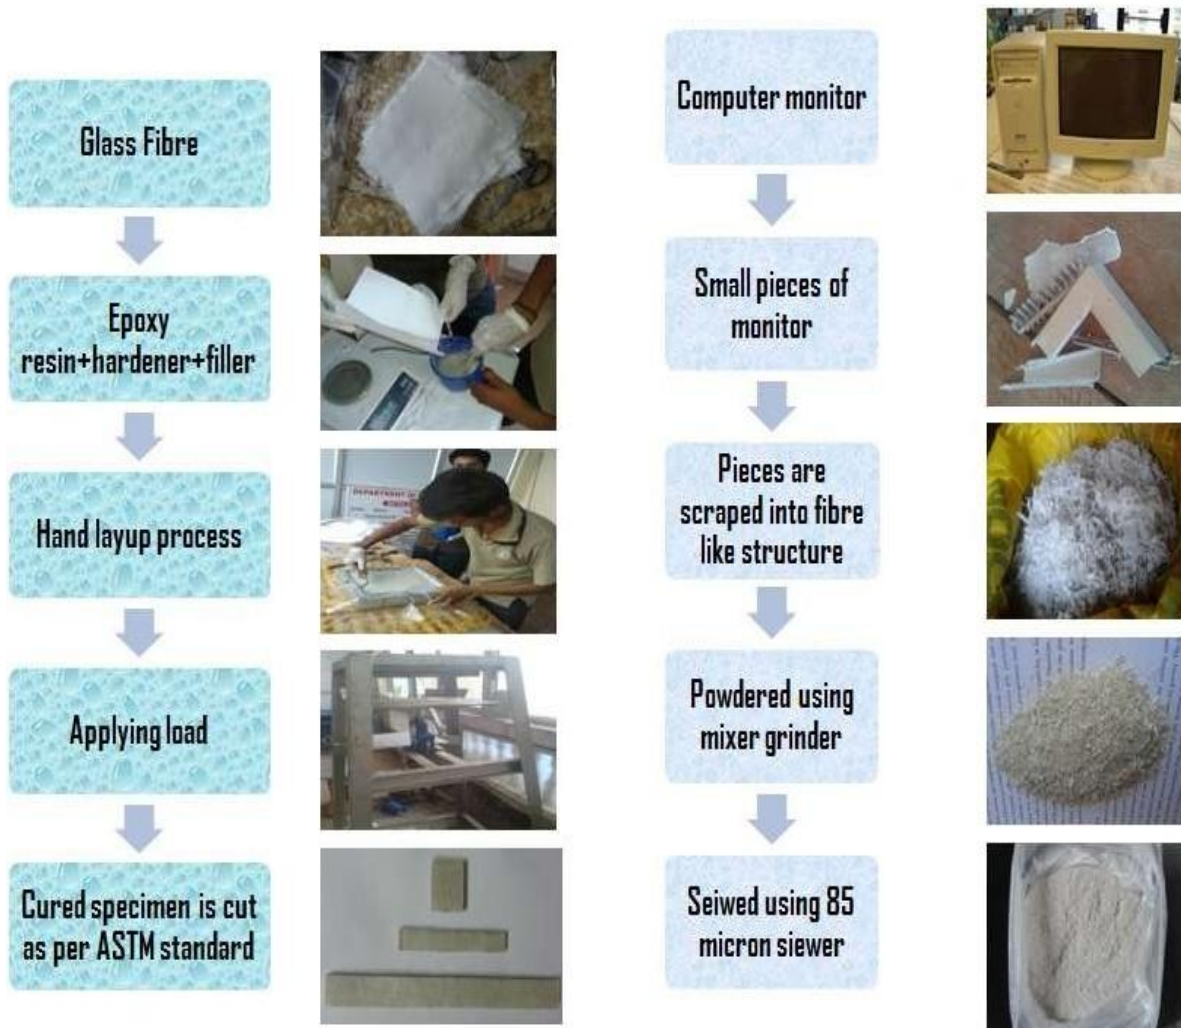 Glass Fibre
Epoxy
resin+hardener+filler
Hand layup process
Applying load
Cured specimen is cut
as per ASTM standard
DEPARTMENT
Computer monitor
Small pieces of
monitor
Pieces are
scraped into fibre
like structure
Powdered using
mixer grinder
Seiwed using 85
micron siewer